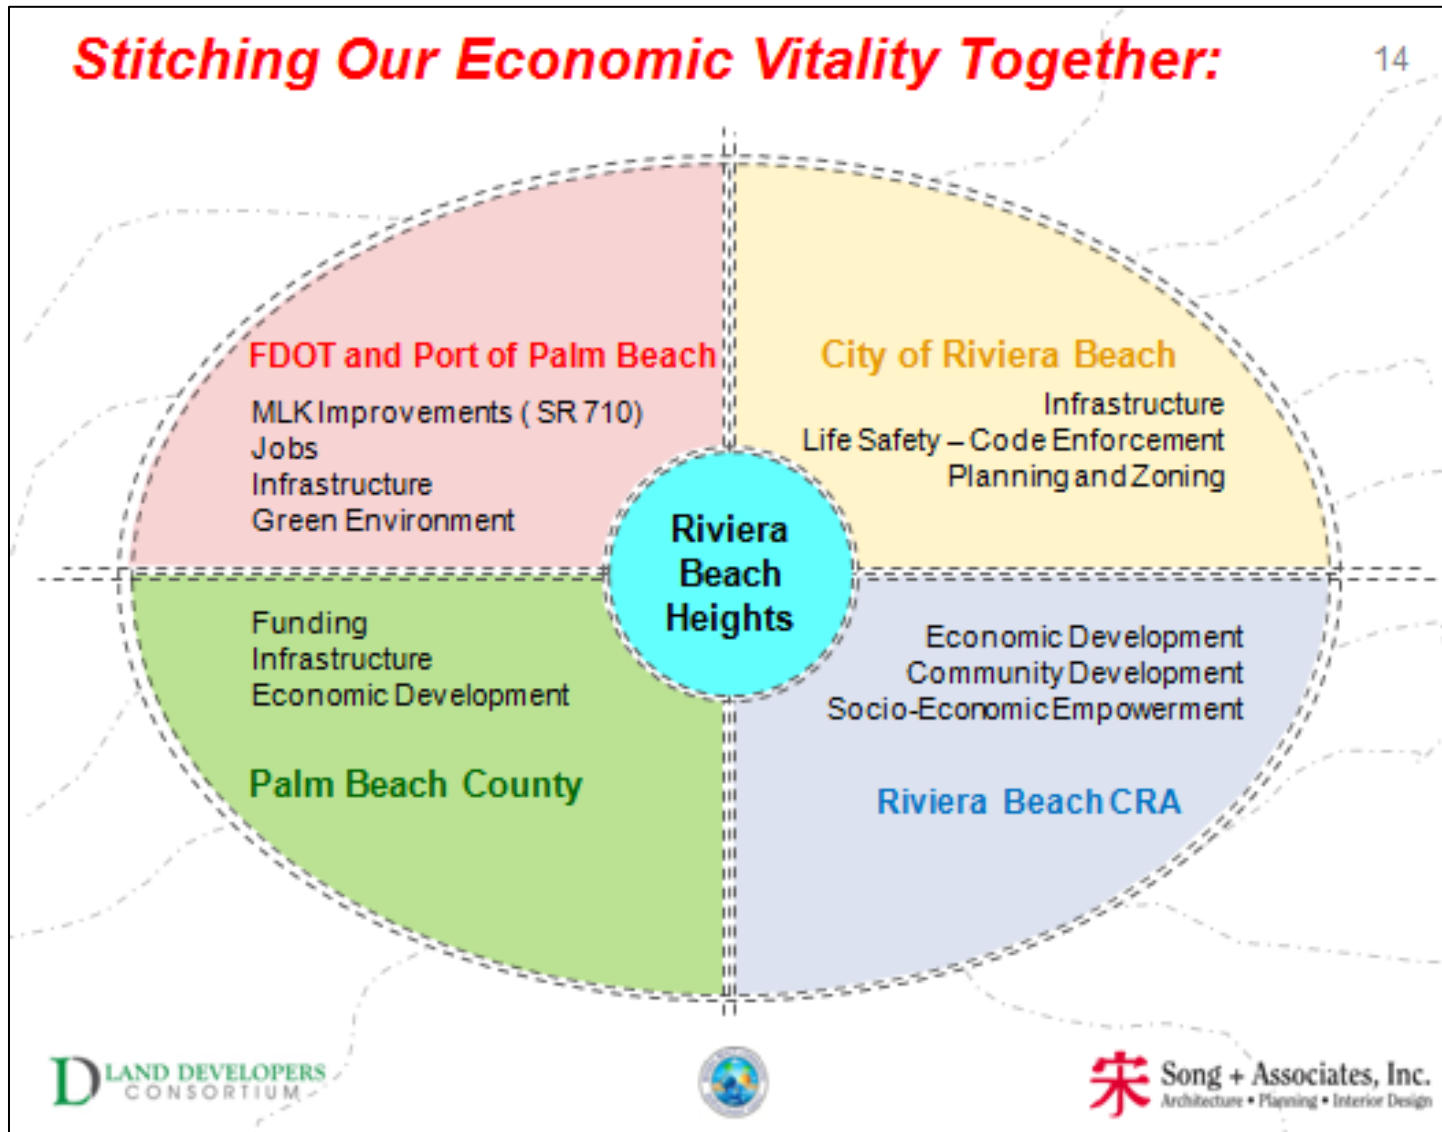 Stitching Our Economic Vitality Together:
14
FDOT and Port of Palm Beach
MLK Improvements ( SR 710)
Jobs
Infrastructure
Green Environment
City of Riviera Beach
Infrastructure
Life Safety – Code Enforcement
Planning and Zoning
Riviera
Beach
Heights
Funding
Infrastructure
Economic Development
Palm Beach County
Economic Development
Community Development
Socio-Economic Empowerment
Riviera Beach CRA
D LAND DEVELOPERS
CONSORTIUM
宋 Song + Associates, Inc.
Architecture • Planning • Interior Design